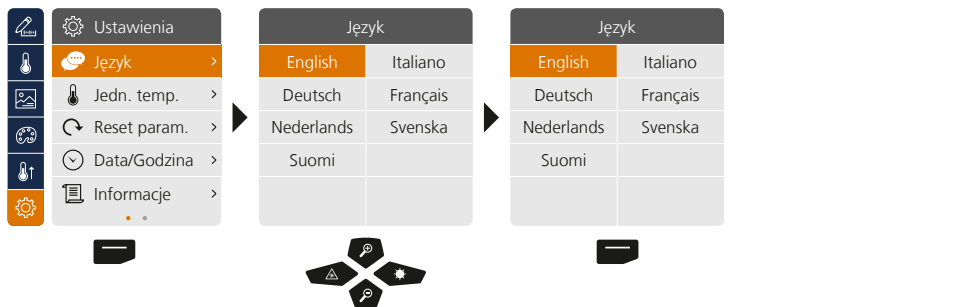 Ustawienia
Język
Jedn. temp.
Reset param.
Data/Godzina
Informacje
Język
English Italiano
Deutsch Français
Nederlands Svenska
Suomi
Język
English Italiano
Deutsch Français
Nederlands Svenska
Suomi